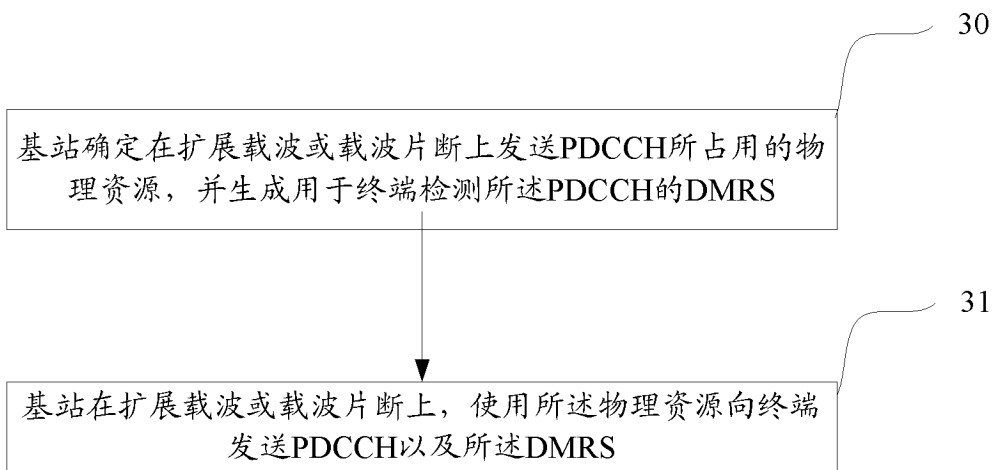 30
基站确定在扩展载波或载波片断上发送PDCCH所占用的物
理资源，并生成用于终端检测所述PDCCH的DMRS
31
基站在扩展载波或载波片断上，使用所述物理资源向终端
发送PDCCH以及所述DMRS